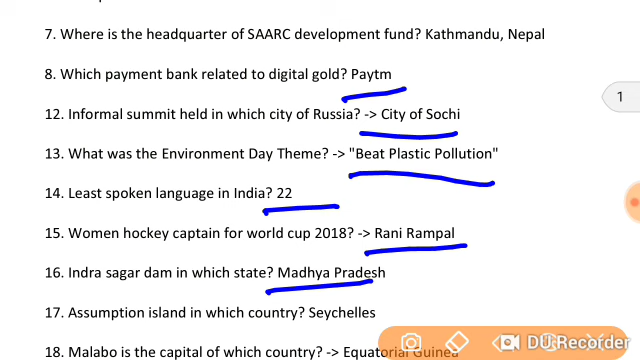 7. Where is the headquarter of SAARC development fund? Kathmandu, Nepal
8. Which payment bank related to digital gold? Paytm
12. Informal summit held in which city of Russia? -> City of Sochi
13. What was the Environment Day Theme? -> "Beat Plastic Pollution"
14. Least spoken language in India? 22
15. Women hockey captain for world cup 2018? -> Rani Rampal
16. Indra sagar dam in which state? Madhya Pradesh
17. Assumption island in which country? Seychelles
18. Malabo is the capital of which country? -> Equatorial Guinea
1
DU Recorder